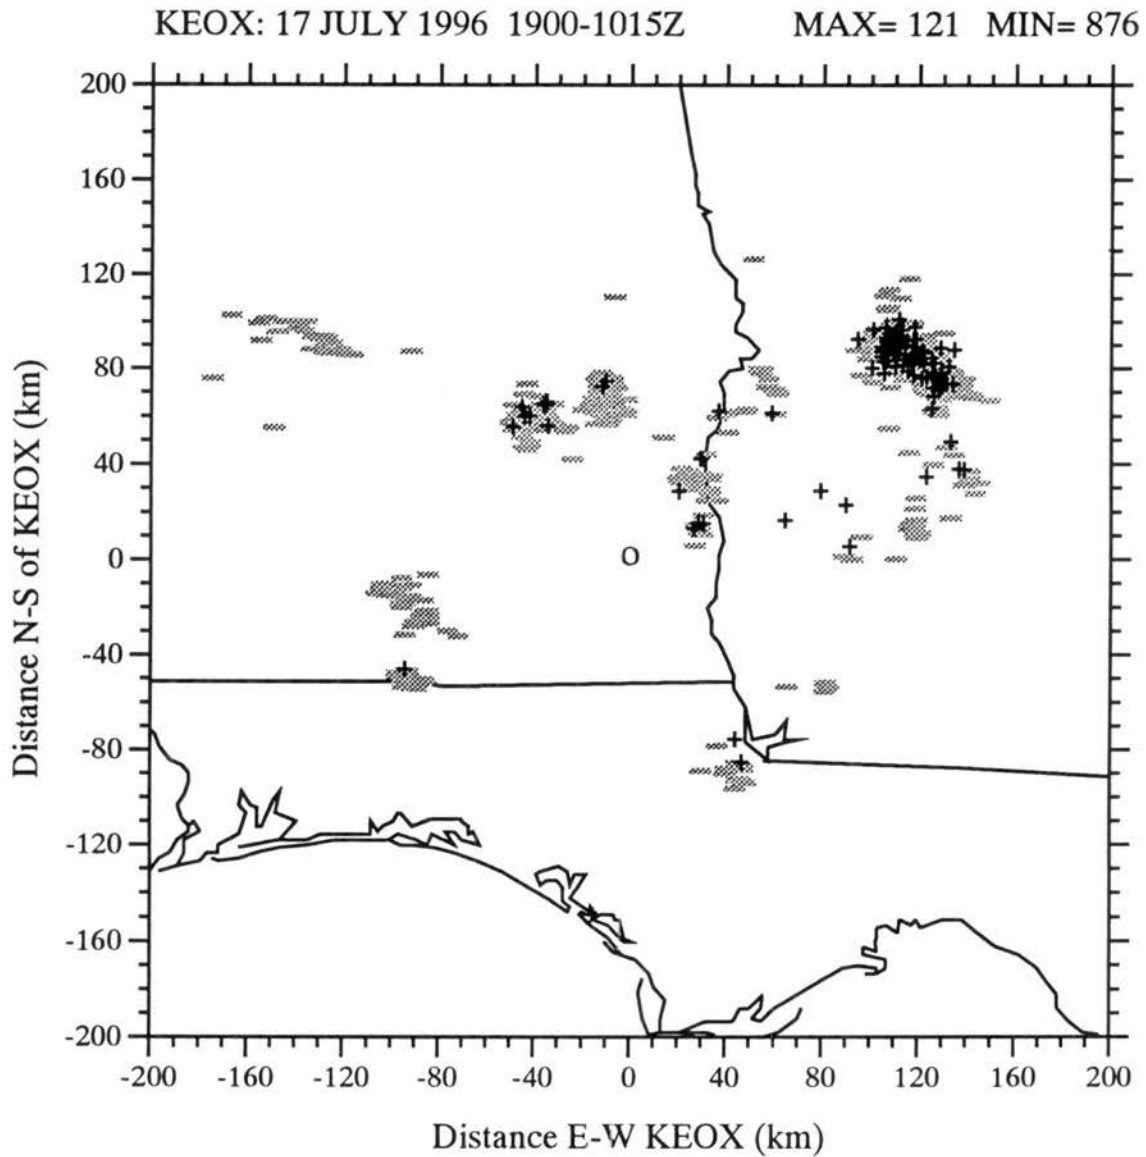 KEOX: 17 JULY 1996 1900-1015Z MAX= 121 MIN= 876
200
160
120
80
40
0
-40
-80
-120
-160
-200
Distance N-S of KEOX (km)
O
-200 -160 -120 -80 -40 0 40 80 120 160 200
Distance E-W KEOX (km)